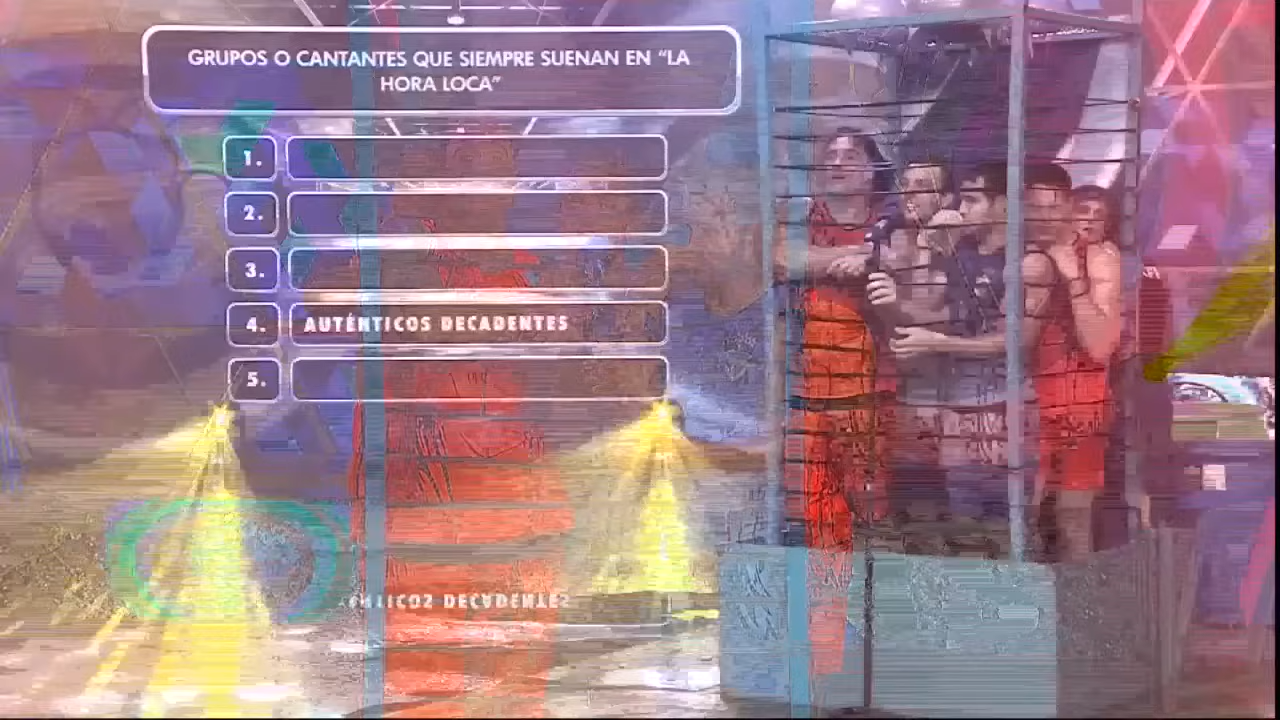 GRUPOS O CANTANTES QUE SIEMPRE SUENAN EN “LA
HORA LOCA”
1.
2.
3.
4. AUTÉNTICOS DECADENTES
5.